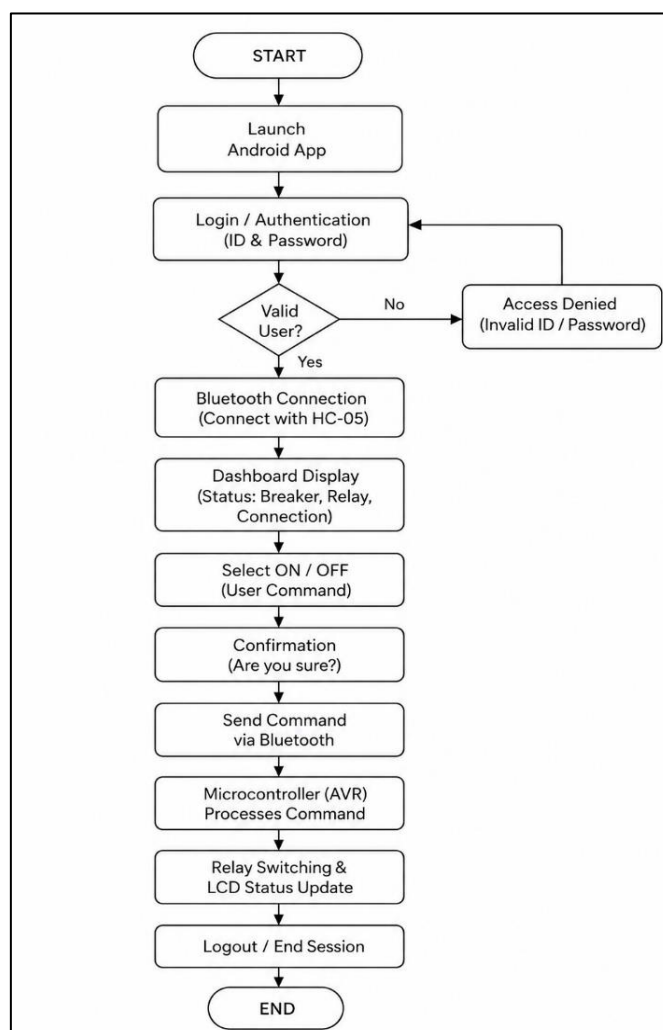 START
Launch
Android App
Login / Authentication
(ID & Password)
Valid
User?
No
Access Denied
(Invalid ID / Password)
Yes
Bluetooth Connection
(Connect with HC-05)
Dashboard Display
(Status: Breaker, Relay,
Connection)
Select ON / OFF
(User Command)
Confirmation
(Are you sure?)
Send Command
via Bluetooth
Microcontroller (AVR)
Processes Command
Relay Switching &
LCD Status Update
Logout / End Session
END